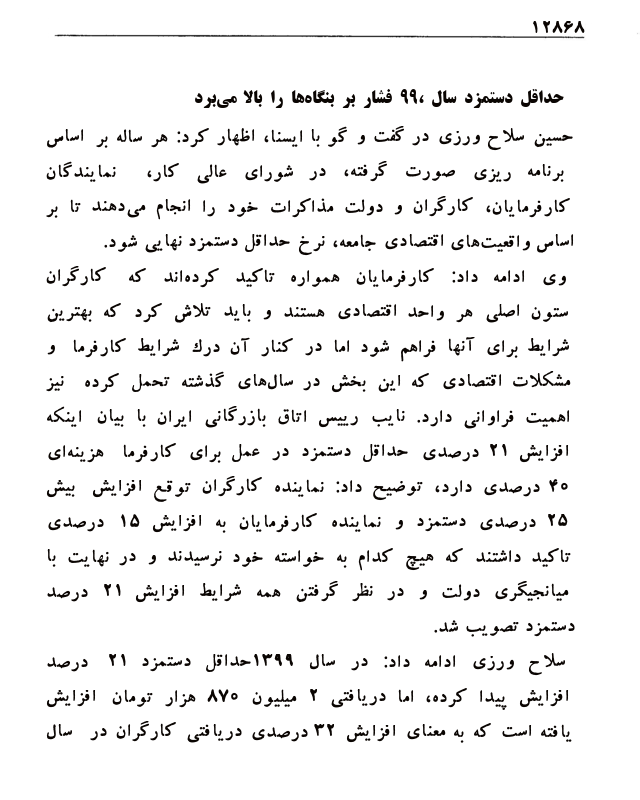 ۱۲۸۶۸
حداقل دستمزد سال ،۹۹ فشار بر بنگاه‌ها را بالا می‌برد
حسین سلاح ورزی در گفت و گو با ایسنا، اظهار کرد: هر ساله بر اساس
برنامه ریزی صورت گرفته، در شورای عالی کار، نمایندگان
کارفرمایان، کارگران و دولت مذاکرات خود را انجام می‌دهند تا بر
اساس واقعیت‌های اقتصادی جامعه، نرخ حداقل دستمزد نهایی شود.
وی ادامه داد: کارفرمایان همواره تاکید کرده‌اند که کارگران
ستون اصلی هر واحد اقتصادی هستند و باید تلاش کرد که بهترین
شرایط برای آنها فراهم شود اما در کنار آن درك شرایط کارفرما و
مشکلات اقتصادی که این بخش در سال‌های گذشته تحمل کرده نیز
اهمیت فراوانی دارد. نایب رییس اتاق بازرگانی ایران با بیان اینکه
افزایش ۲۱ درصدی حداقل دستمزد در عمل برای کارفرما هزینه‌ای
۴۰ درصدی دارد، توضیح داد: نماینده کارگران توقع افزایش بیش
۲۵ درصدی دستمزد و نماینده کارفرمایان به افزایش ۱۵ درصدی
تاکید داشتند که هیچ کدام به خواسته خود نرسیدند و در نهایت با
میانجیگری دولت و در نظر گرفتن همه شرایط افزایش ۲۱ درصد
دستمزد تصویب شد.
سلاح ورزی ادامه داد: در سال ۱۳۹۹حداقل دستمزد ۲۱ درصد
افزایش پیدا کرده، اما دریافتی ۲ میلیون ۸۷۰ هزار تومان افزایش
یافته است که به معنای افزایش ۳۲ درصدی دریافتی کارگران در سال